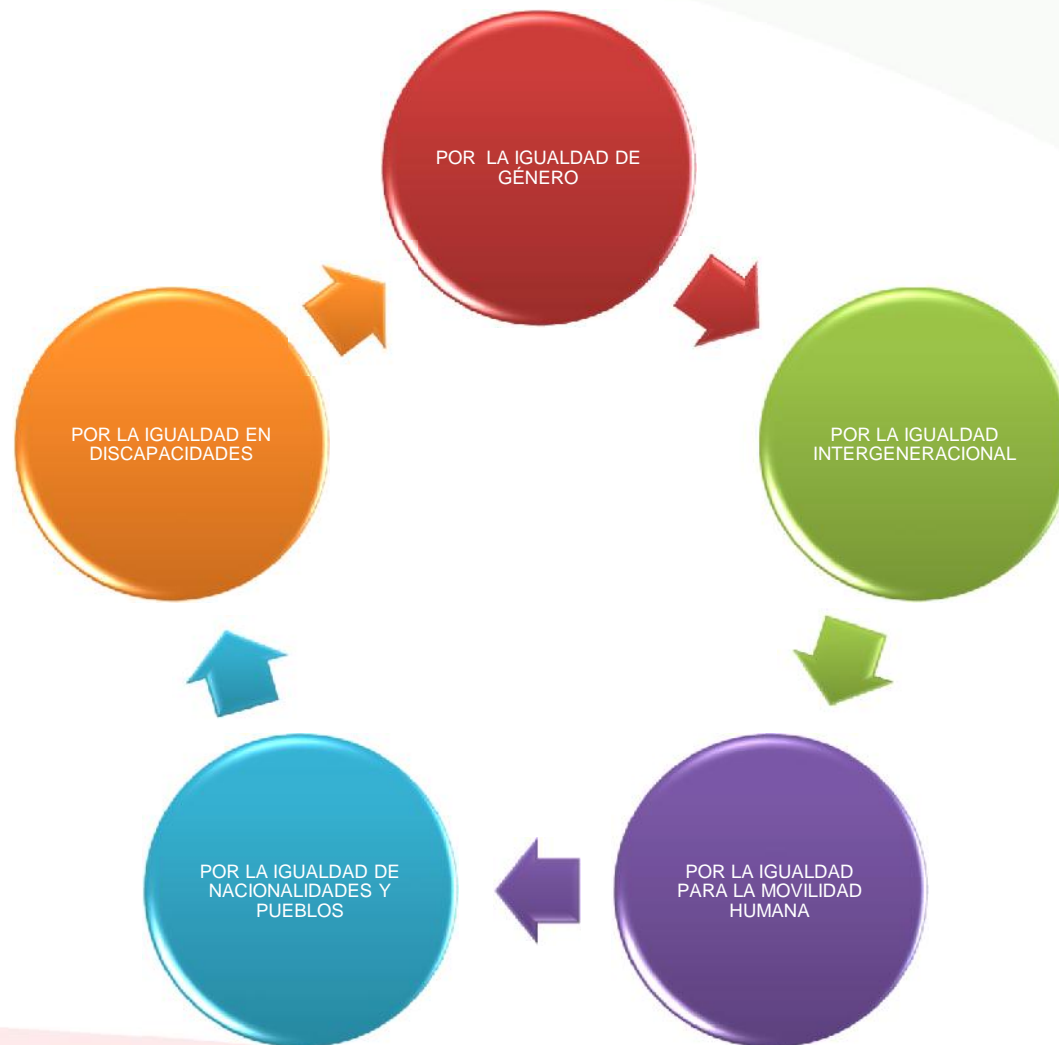 POR LA IGUALDAD DE
GÉNERO
POR LA IGUALDAD
INTERGENERACIONAL
POR LA IGUALDAD
PARA LA MOVILIDAD
HUMANA
POR LA IGUALDAD DE
NACIONALIDADES Y
PUEBLOS
POR LA IGUALDAD EN
DISCAPACIDADES